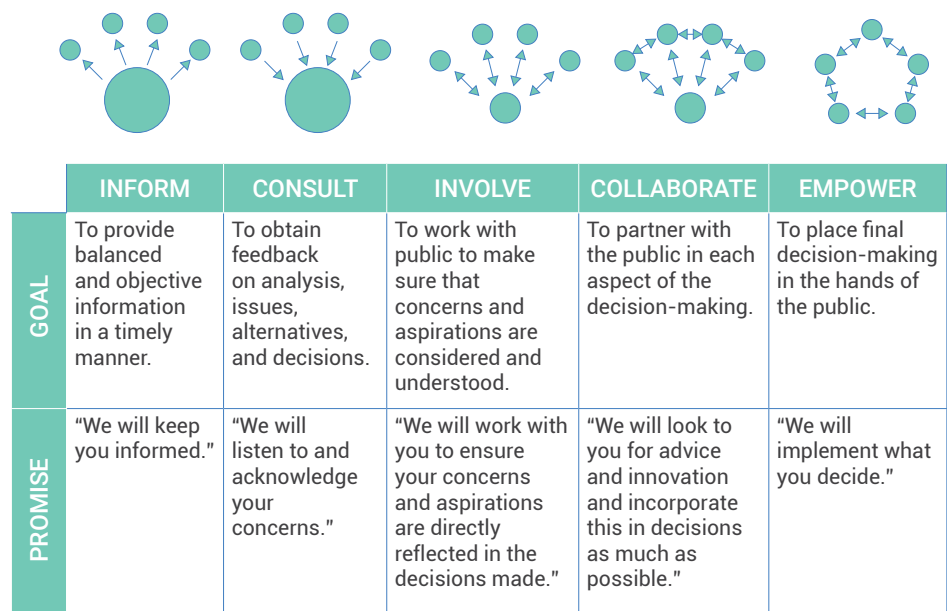 INFORM
CONSULT
INVOLVE
COLLABORATE
EMPOWER
GOAL
To provide
balanced
and objective
information
in a timely
manner.
To obtain
feedback
on analysis,
issues,
alternatives,
and decisions.
To work with
public to make
sure that
concerns and
aspirations are
considered and
understood.
To partner with
the public in each
aspect of the
decision-making.
To place final
decision-making
in the hands of
the public.
PROMISE
“We will keep
you informed.”
“We will
listen to and
acknowledge
your
concerns.”
“We will work with
you to ensure
your concerns
and aspirations
are directly
reflected in the
decisions made.”
“We will look to
you for advice
and innovation
and incorporate
this in decisions
as much as
possible.”
“We will
implement what
you decide.”